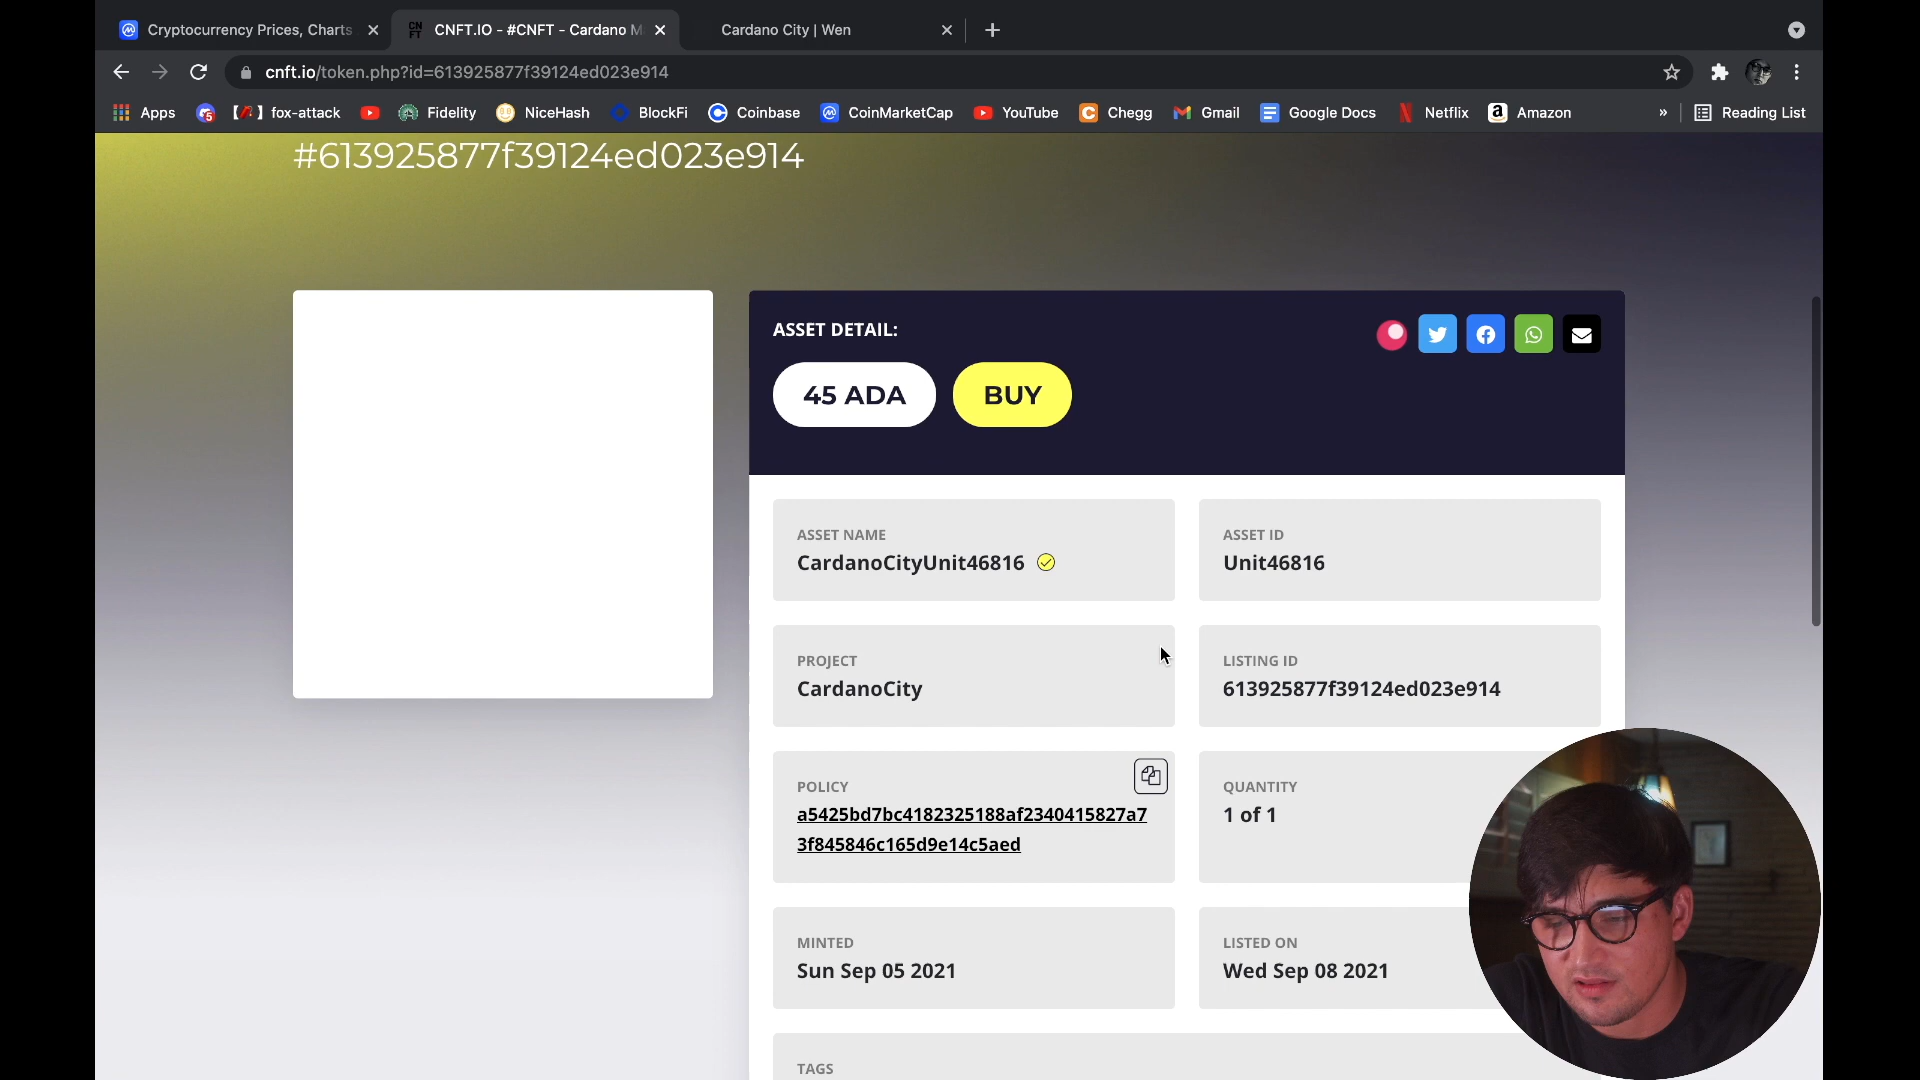 Cryptocurrency Prices, Charts
CNFT.IO - #CNFT - Cardano M
Cardano City | Wen
cnft.io/token.php?id=613925877f39124ed023e914
Apps
5
fox-attack
Fidelity
NiceHash
BlockFi
Coinbase
CoinMarketCap
YouTube
Chegg
Gmail
Google Docs
Netflix
Amazon
»
Reading List
#613925877f39124ed023e914
ASSET DETAIL:
45 ADA
BUY
ASSET NAME
CardanoCityUnit46816
ASSET ID
Unit46816
PROJECT
CardanoCity
LISTING ID
613925877f39124ed023e914
POLICY
a5425bd7bc4182325188af2340415827a7
3f845846c165d9e14c5aed
QUANTITY
1 of 1
MINTED
Sun Sep 05 2021
LISTED ON
Wed Sep 08 2021
TAGS